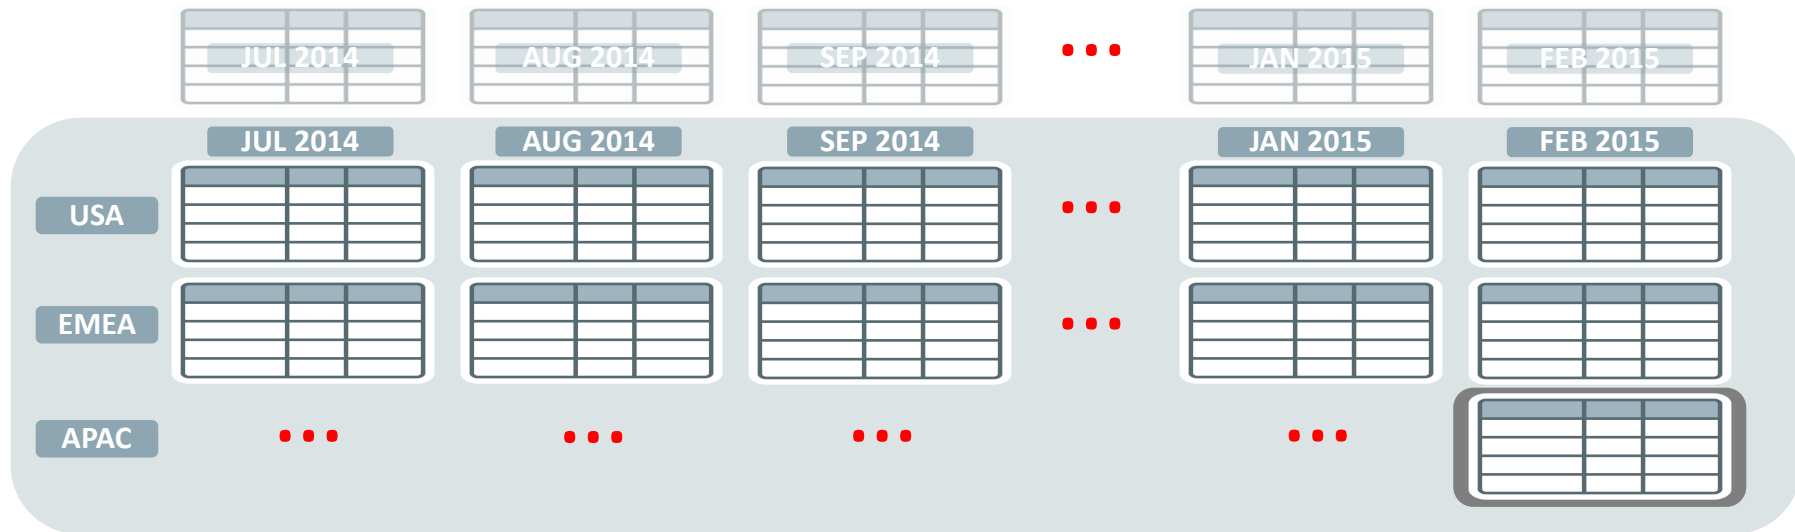 JUL 2014 AUG 2014 SEP 2014 ... JAN 2015 FEB 2015
JUL 2014 AUG 2014 SEP 2014 JAN 2015 FEB 2015
USA ...
EMEA ...
APAC ... ... ... ...